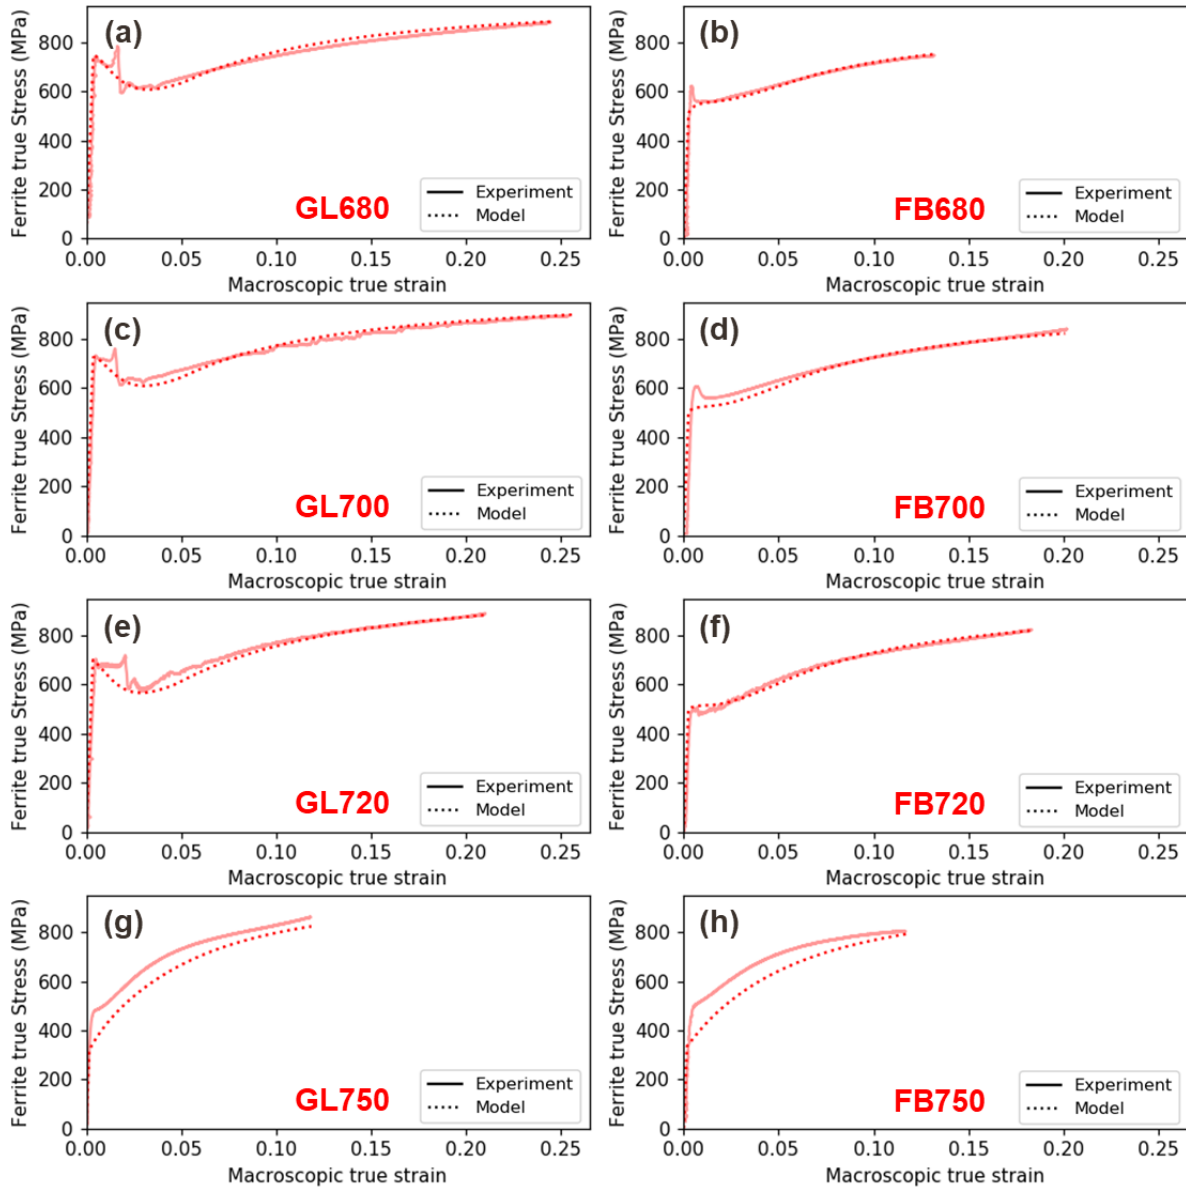 (a)
Ferrite true Stress (MPa)
800
600
400
200
0
GL680
Experiment
Model
0.00 0.05 0.10 0.15 0.20 0.25
Macroscopic true strain
(b)
Ferrite true Stress (MPa)
800
600
400
200
0
FB680
Experiment
Model
0.00 0.05 0.10 0.15 0.20 0.25
Macroscopic true strain
(c)
Ferrite true Stress (MPa)
800
600
400
200
0
GL700
Experiment
Model
0.00 0.05 0.10 0.15 0.20 0.25
Macroscopic true strain
(d)
Ferrite true Stress (MPa)
800
600
400
200
0
FB700
Experiment
Model
0.00 0.05 0.10 0.15 0.20 0.25
Macroscopic true strain
(e)
Ferrite true Stress (MPa)
800
600
400
200
0
GL720
Experiment
Model
0.00 0.05 0.10 0.15 0.20 0.25
Macroscopic true strain
(f)
Ferrite true Stress (MPa)
800
600
400
200
0
FB720
Experiment
Model
0.00 0.05 0.10 0.15 0.20 0.25
Macroscopic true strain
(g)
Ferrite true Stress (MPa)
800
600
400
200
0
GL750
Experiment
Model
0.00 0.05 0.10 0.15 0.20 0.25
Macroscopic true strain
(h)
Ferrite true Stress (MPa)
800
600
400
200
0
FB750
Experiment
Model
0.00 0.05 0.10 0.15 0.20 0.25
Macroscopic true strain